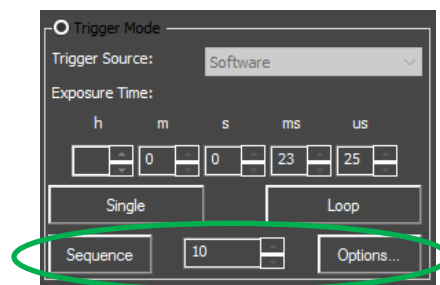 Trigger Mode
Trigger Source: Software
Exposure Time:
h m s ms us
0 0 23 25
Single Loop
Sequence 10 Options...